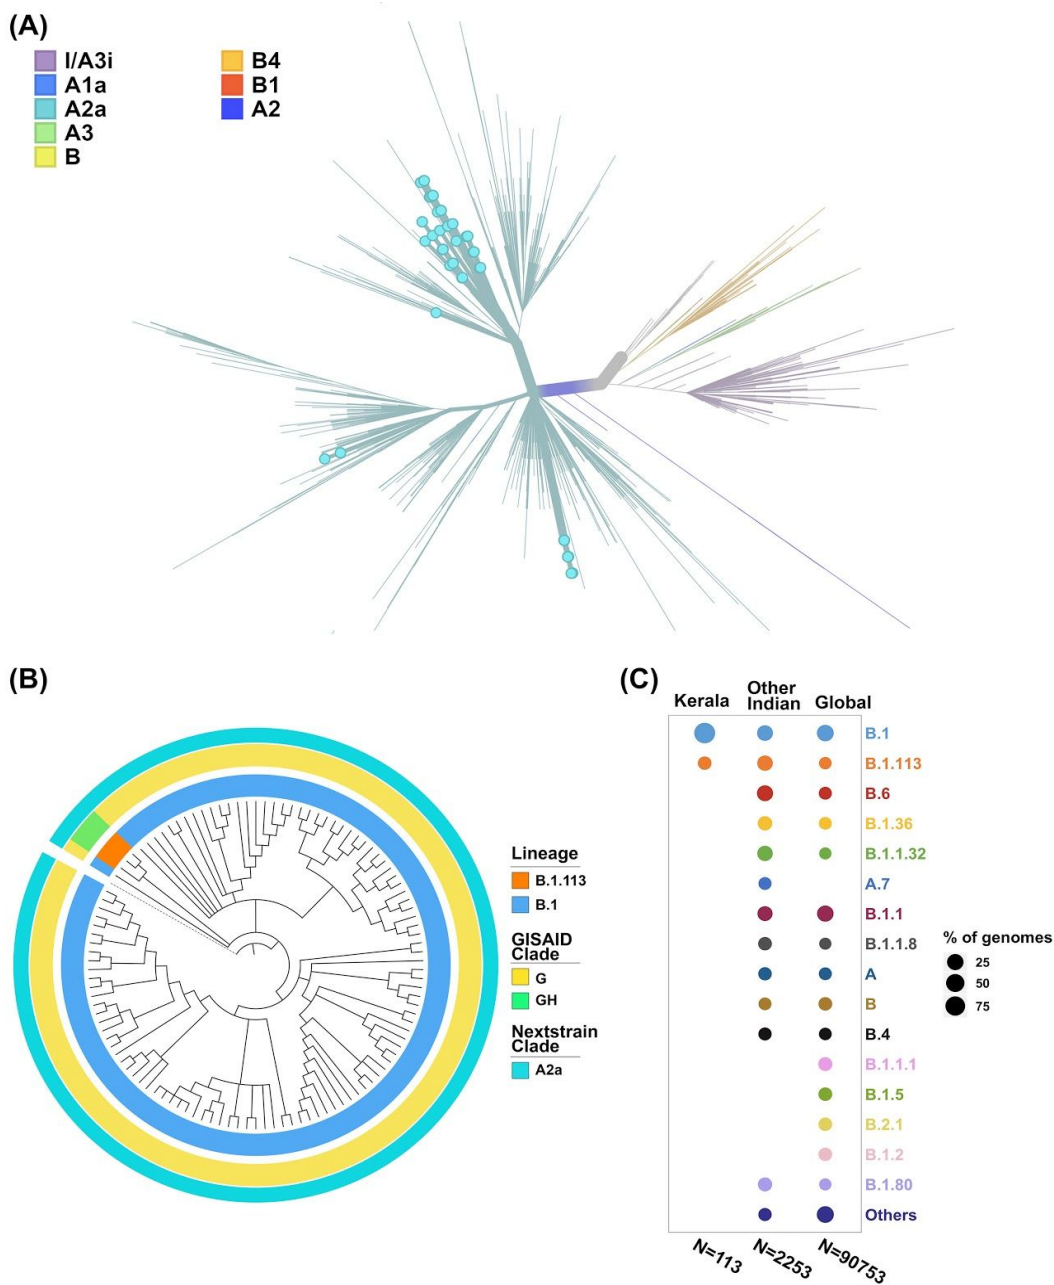 (A)
I/A3i
A1a
A2a
A3
B
B4
B1
A2
(B)
Lineage
B.1.113
B.1
GISAID
Clade
G
GH
Nextstrain
Clade
A2a
(C)
Kerala
Other
Indian
Global
B.1
B.1.113
B.6
B.1.36
B.1.1.32
A.7
B.1.1
B.1.1.8
A
B
B.4
B.1.1.1
B.1.5
B.2.1
B.1.2
B.1.80
Others
N=113
N=2253
N=90753
% of genomes
25
50
75